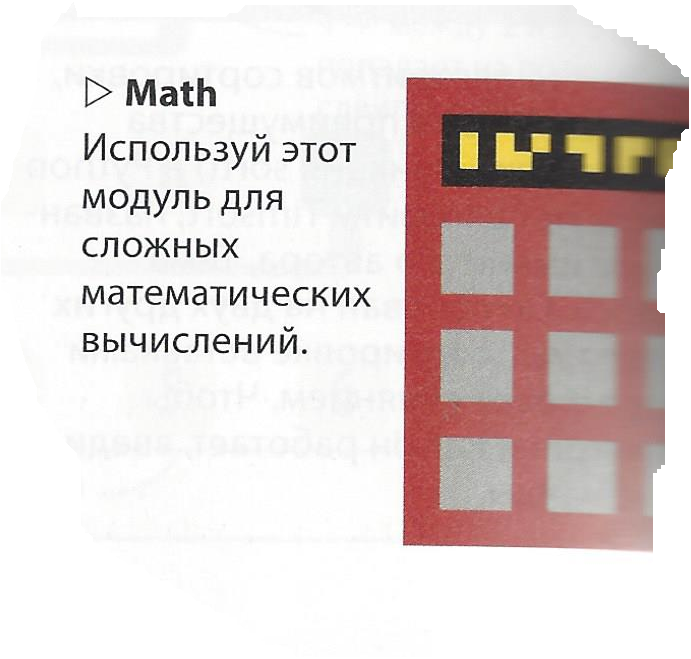 ▷ Math
Используй этот
модуль для
сложных
математических
вычислений.